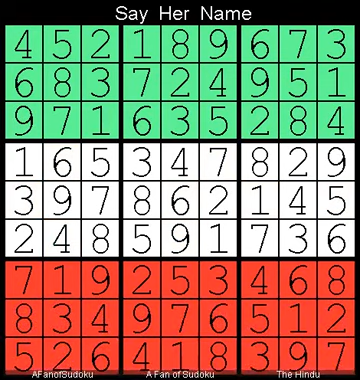 Say Her Name
4 5 2 1 8 9 6 7 3
6 8 3 7 2 4 9 5 1
9 7 1 6 3 5 2 8 4
1 6 5 3 4 7 8 2 9
3 9 7 8 6 2 1 4 5
2 4 8 5 9 1 7 3 6
7 1 9 2 5 3 4 6 8
8 3 4 9 7 6 5 1 2
5 2 6 4 1 8 3 9 7
AFanofSudoku A Fan of Sudoku The Hindu